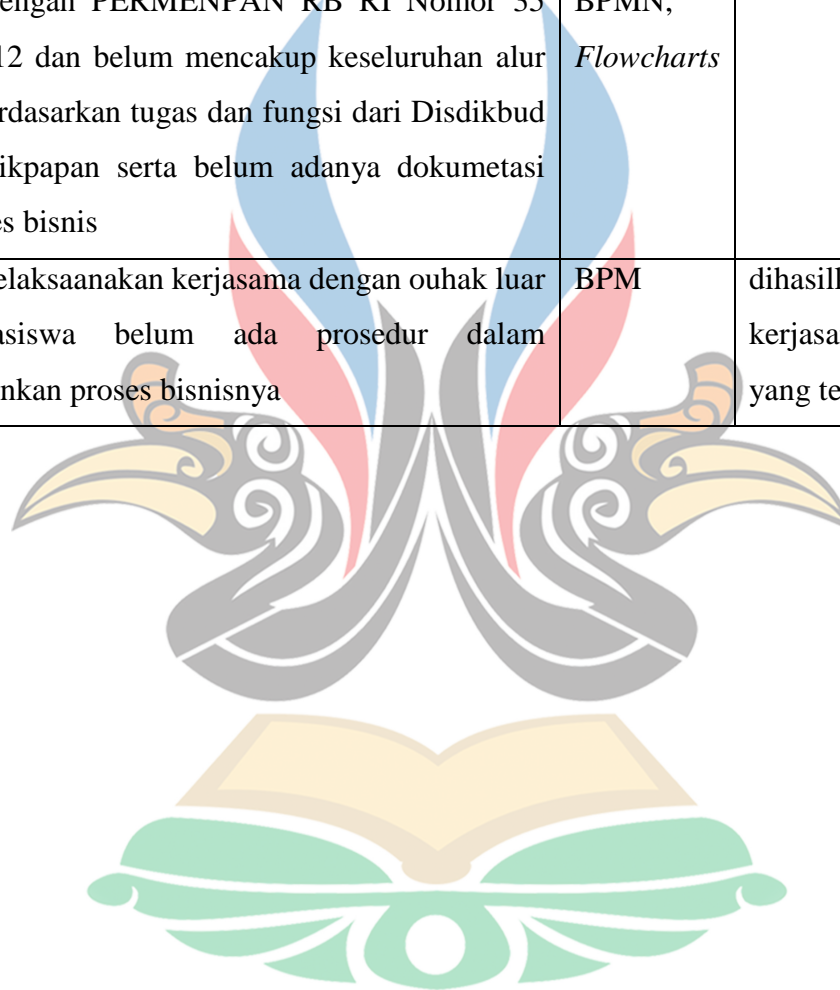 dengan PERMENPAN RB RI Nomor 35
12 dan belum mencakup keseluruhan alur
rdasarkan tugas dan fungsi dari Disdikbud
ikpapan serta belum adanya dokumetasi
es bisnis
BPMN,
Flowcharts
elaksaanakan kerjasama dengan ouhak luar
asiswa belum ada prosedur dalam
nkan proses bisnisnya
BPM
dihasill
kerjasa
yang te